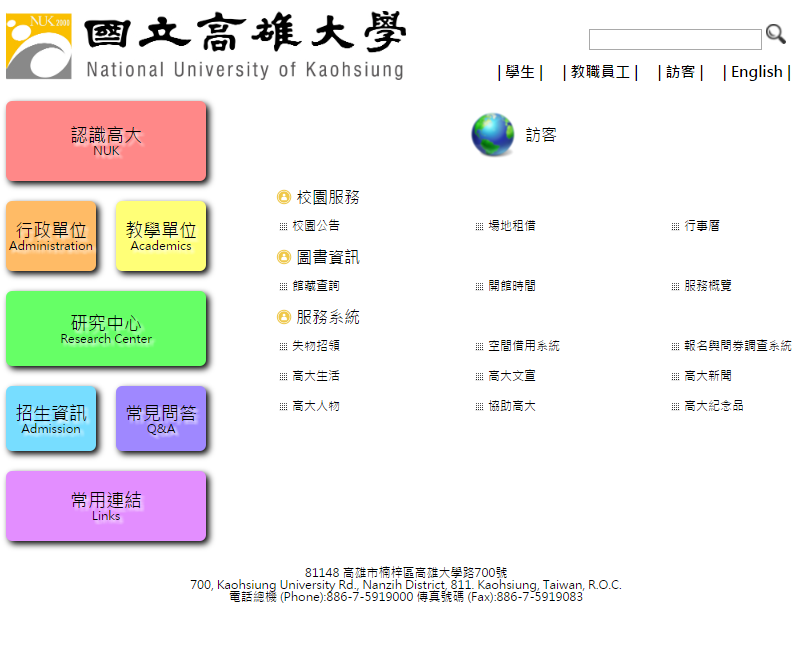 NUK 2000
國立高雄大學
National University of Kaohsiung
| 學生 | | 教職員工 | | 訪客 | | English |
認識高大
NUK
行政單位
Administration
教學單位
Academics
研究中心
Research Center
招生資訊
Admission
常見問答
Q&A
常用連結
Links
訪客
校園服務
校園公告 場地租借 行事曆
圖書資訊
館藏查詢 開館時間 服務概覽
服務系統
失物招領 空間借用系統 報名與問券調查系統
高大生活 高大文宣 高大新聞
高大人物 協助高大 高大紀念品
81148 高雄市楠梓區高雄大學路700號
700, Kaohsiung University Rd., Nanzih District, 811. Kaohsiung, Taiwan, R.O.C.
電話總機 (Phone):886-7-5919000 傳真號碼 (Fax):886-7-5919083